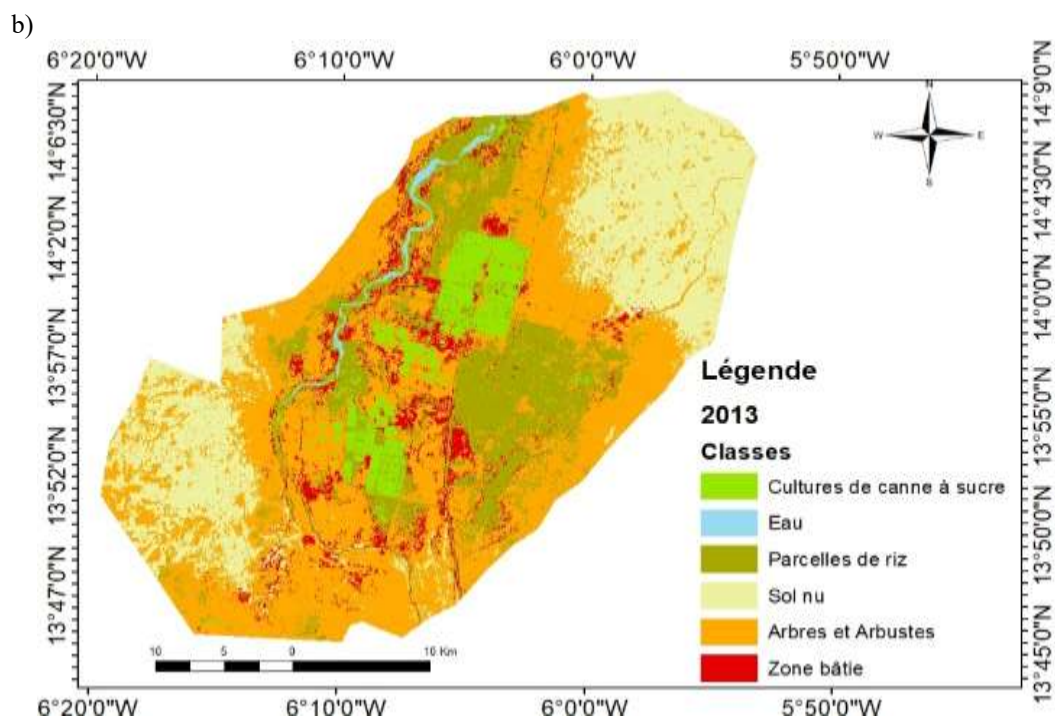 b)
6°20'0"W 6°10'0"W 6°0'0"W 5°50'0"W
14°6'30"N
14°2'0"N
13°57'0"N
13°52'0"N
13°47'0"N
14°9'0"N
14°4'30"N
14°0'0"N
13°55'0"N
13°50'0"N
13°45'0"N
N
W E
S
Légende
2013
Classes
Cultures de canne à sucre
Eau
Parcelles de riz
Sol nu
Arbres et Arbustes
Zone bâtie
10 5 0 10 Km
6°20'0"W 6°10'0"W 6°0'0"W 5°50'0"W